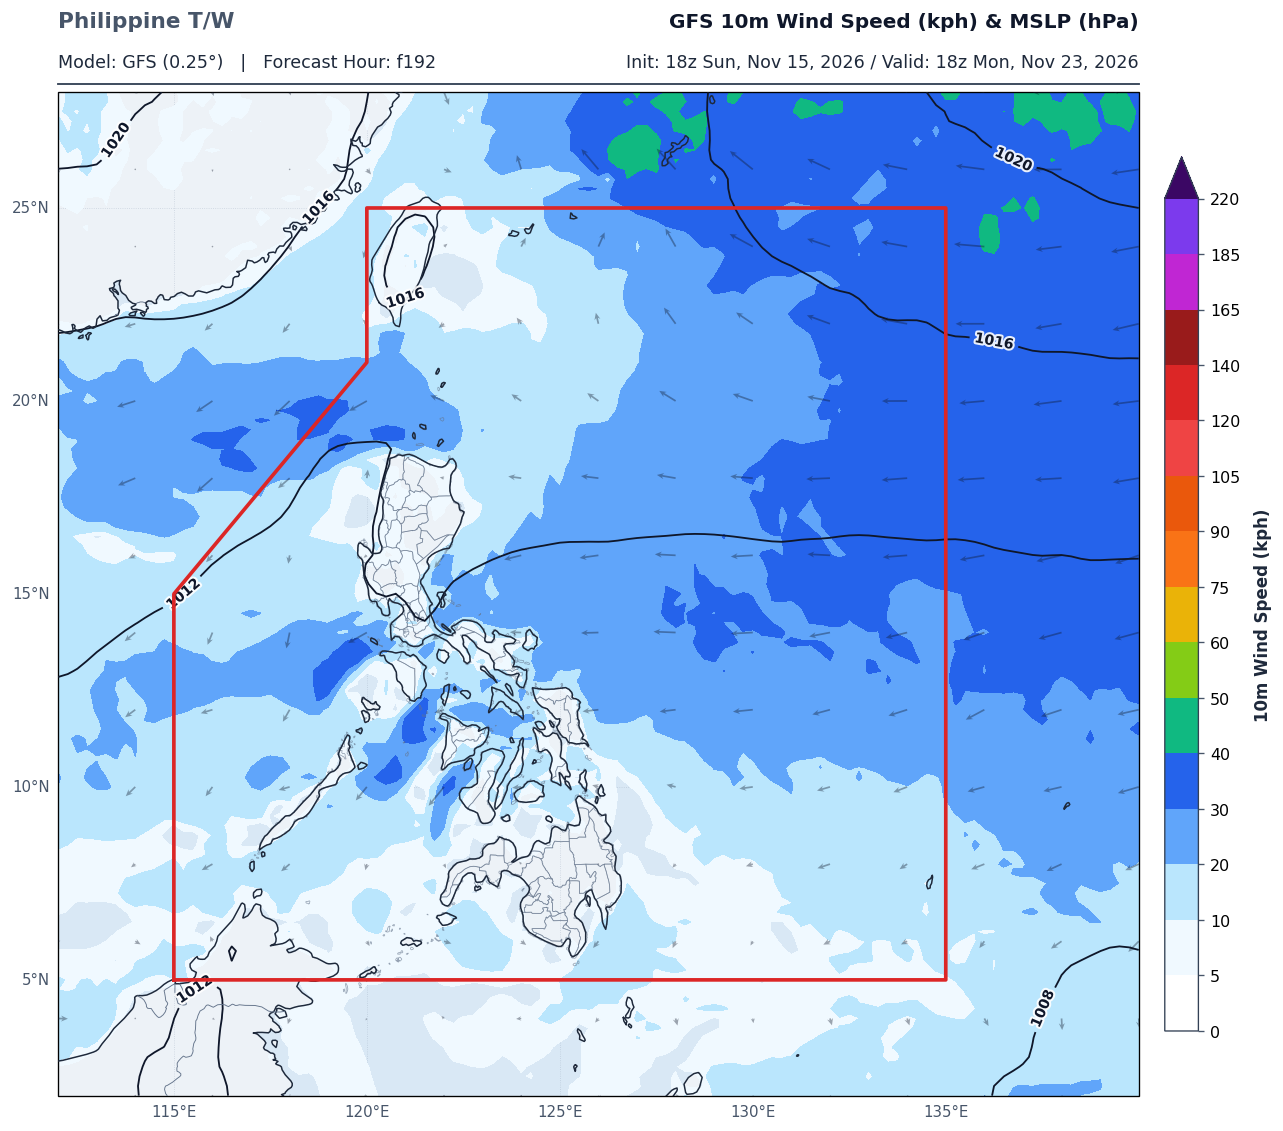 Philippine T/W
GFS 10m Wind Speed (kph) & MSLP (hPa)
Model: GFS (0.25°)   |   Forecast Hour: f192
Init: 18z Sun, Nov 15, 2026 / Valid: 18z Mon, Nov 23, 2026
1020
1020
1016
1016
1016
1012
1012
1008
25°N
20°N
15°N
10°N
5°N
115°E
120°E
125°E
130°E
135°E
220
185
165
140
120
105
90
75
60
50
40
30
20
10
5
0
10m Wind Speed (kph)